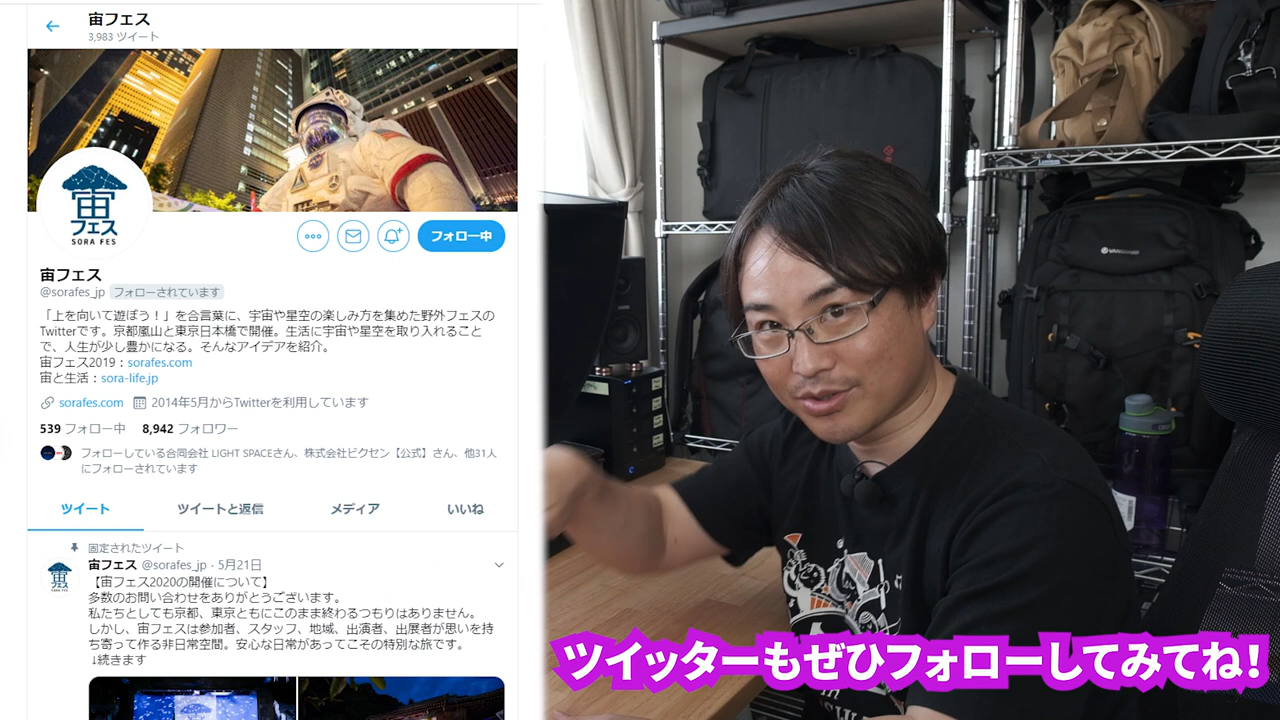 宙フェス
3,983 ツイート
宙
フェス
SORA FES
フォロー中
宙フェス
@sorafes_jp フォローされています
「上を向いて遊ぼう！」を合言葉に、宇宙や星空の楽しみ方を集めた野外フェスの
Twitterです。京都嵐山と東京日本橋で開催。生活に宇宙や星空を取り入れること
で、人生が少し豊かになる。そんなアイデアを紹介。
宙フェス2019：sorafes.com
宙と生活：sora-life.jp
sorafes.com 2014年5月からTwitterを利用しています
539 フォロー中 8,942 フォロワー
フォローしている合同会社 LIGHT SPACEさん、株式会社ビクセン【公式】さん、他31人
にフォローされています
ツイート ツイートと返信 メディア いいね
固定されたツイート
宙フェス @sorafes_jp · 5月21日
【宙フェス2020の開催について】
多数のお問い合わせをありがとうございます。
私たちとしても京都、東京ともにこのまま終わるつもりはありません。
しかし、宙フェスは参加者、スタッフ、地域、出演者、出展者が思いを持
ち寄って作る非日常空間。安心な日常があってこその特別な旅です。
↓続きます
VANGUARD
ツイッターもぜひフォローしてみてね！